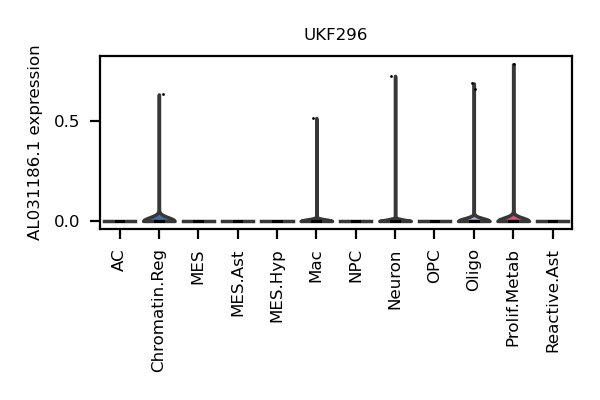 UKF296
AL031186.1 expression
0.5
0.0
AC
Chromatin.Reg
MES
MES.Ast
MES.Hyp
Mac
NPC
Neuron
OPC
Oligo
Prolif.Metab
Reactive.Ast